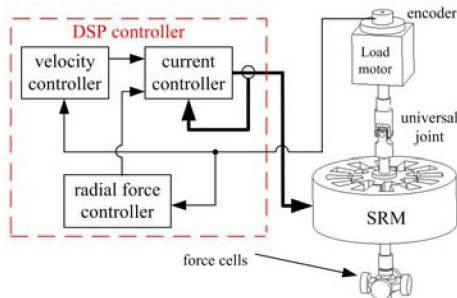 DSP controller
velocity
controller
current
controller
radial force
controller
encoder
Load
motor
universal
joint
SRM
force cells